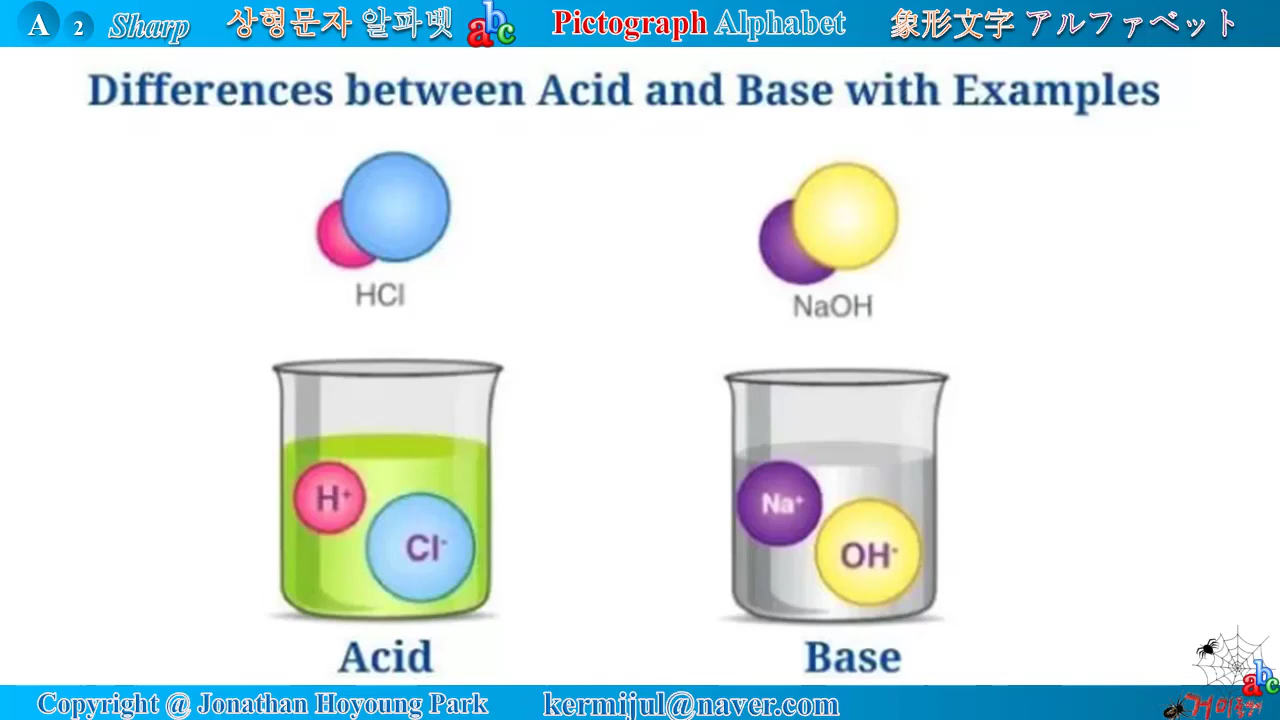 A 2 Sharp 상형문자 알파벳 abc Pictograph Alphabet 象形文字 アルファベット
Differences between Acid and Base with Examples
HCl
NaOH
H+
Cl-
Na+
OH-
Acid
Base
abc
Copyright @ Jonathan Hoyoung Park kermijul@naver.com